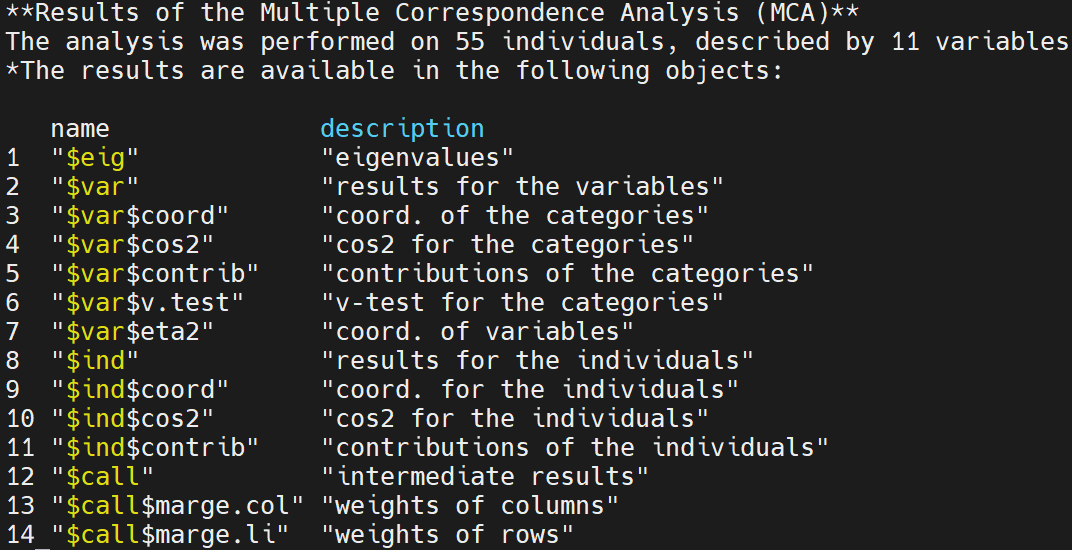 **Results of the Multiple Correspondence Analysis (MCA)**
The analysis was performed on 55 individuals, described by 11 variables
*The results are available in the following objects:
name description
1 "$eig" "eigenvalues"
2 "$var" "results for the variables"
3 "$var$coord" "coord. of the categories"
4 "$var$cos2" "cos2 for the categories"
5 "$var$contrib" "contributions of the categories"
6 "$var$v.test" "v-test for the categories"
7 "$var$eta2" "coord. of variables"
8 "$ind" "results for the individuals"
9 "$ind$coord" "coord. for the individuals"
10 "$ind$cos2" "cos2 for the individuals"
11 "$ind$contrib" "contributions of the individuals"
12 "$call" "intermediate results"
13 "$call$marge.col" "weights of columns"
14 "$call$marge.li" "weights of rows"